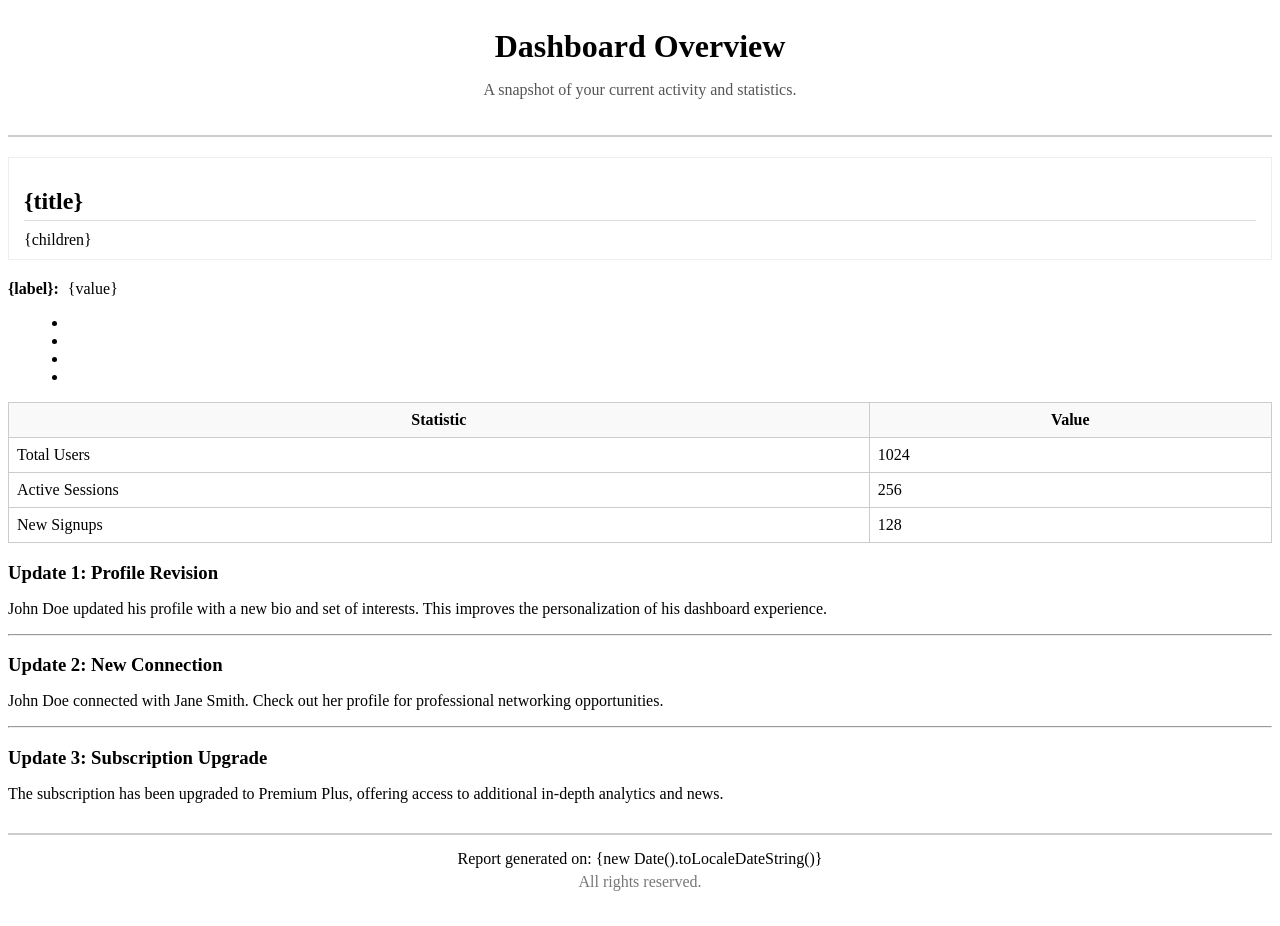 Dashboard Overview
A snapshot of your current activity and statistics.
{title}
{children}
{label}: {value}
Statistic Value
Total Users 1024
Active Sessions 256
New Signups 128
Update 1: Profile Revision
John Doe updated his profile with a new bio and set of interests. This improves the personalization of his dashboard experience.
Update 2: New Connection
John Doe connected with Jane Smith. Check out her profile for professional networking opportunities.
Update 3: Subscription Upgrade
The subscription has been upgraded to Premium Plus, offering access to additional in-depth analytics and news.
Report generated on: {new Date().toLocaleDateString()}
All rights reserved.